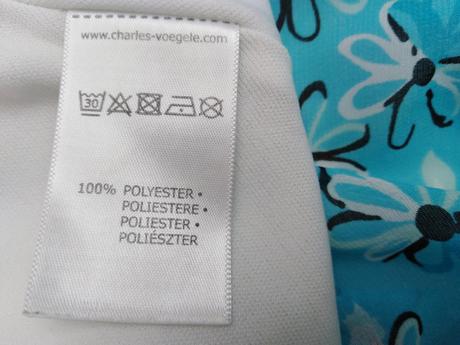 www.charles-voegele.com
30
100% POLYESTER •
POLIESTERE •
POLIESTER •
POLIÉSZTER